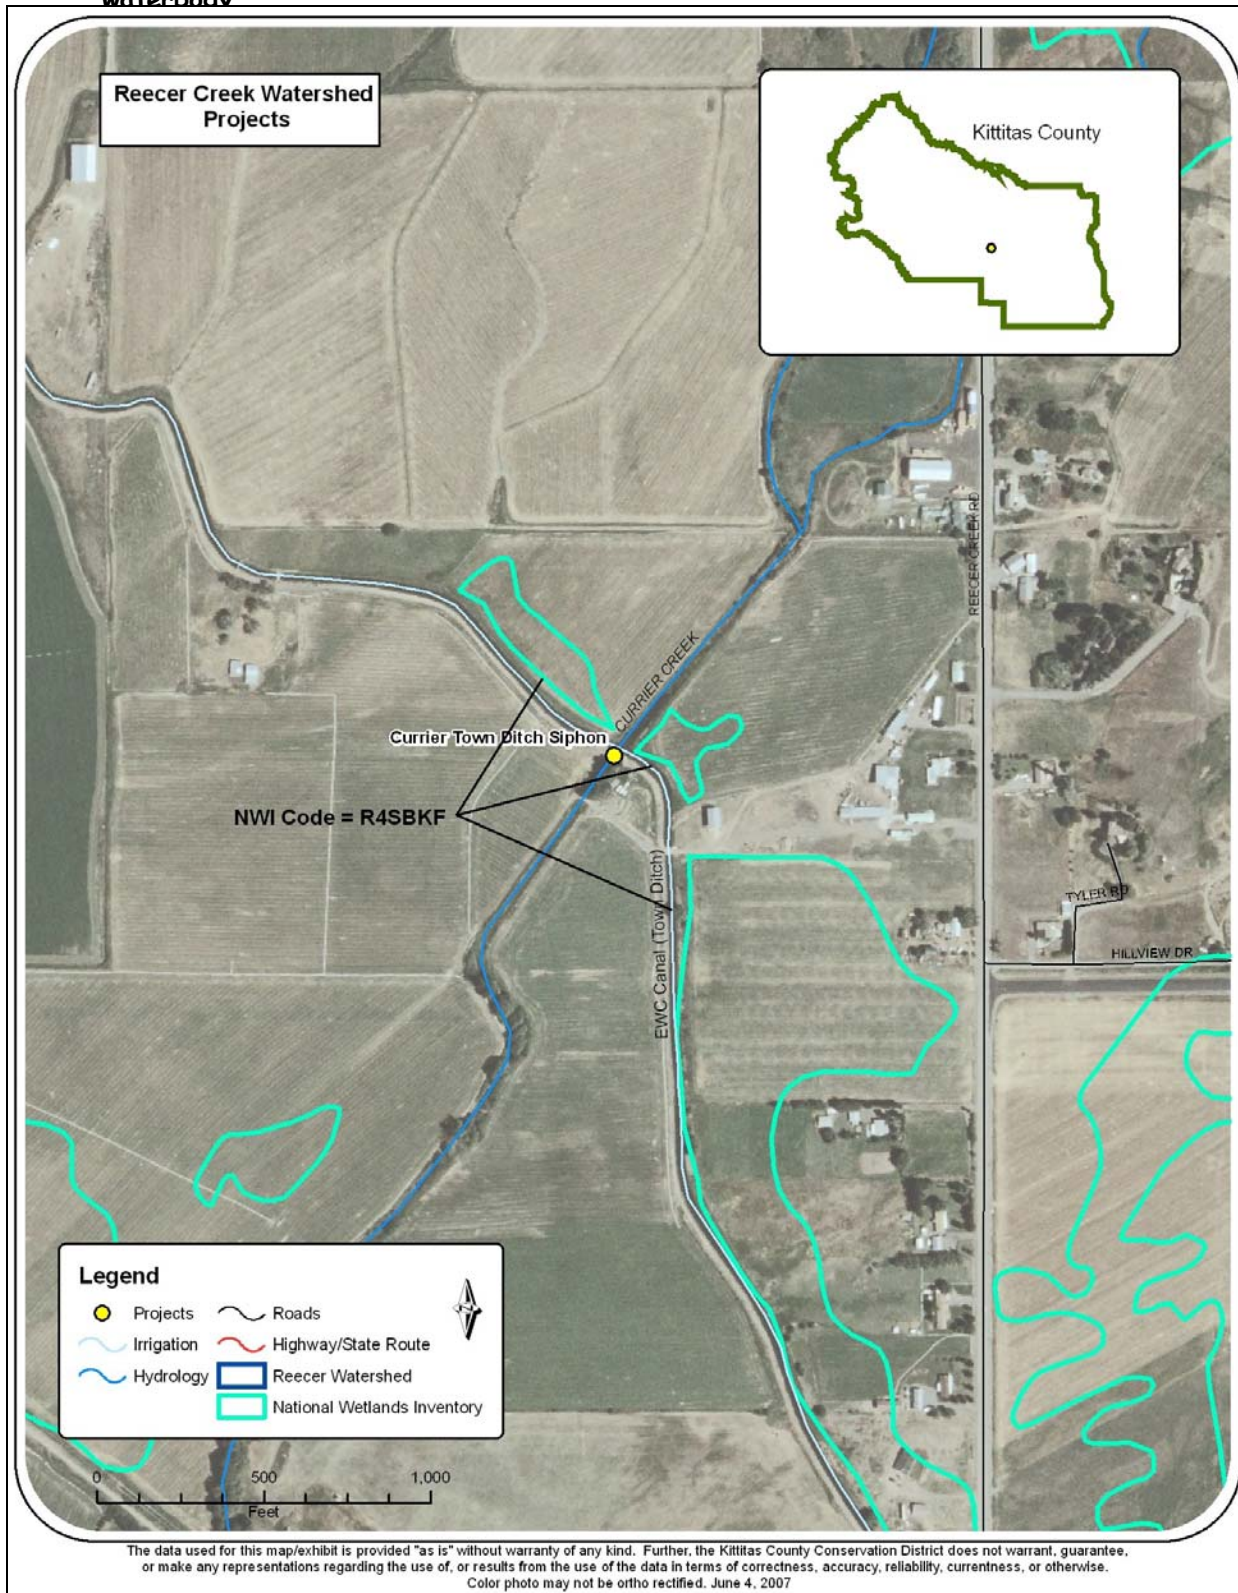 waterbody
Reecer Creek Watershed
Projects
Kittitas County
REECER CREEK RD
CURRIER CREEK
Currier Town Ditch Siphon
NWI Code = R4SBKF
EWC Canal (Town Ditch)
TYLER RD
HILLVIEW DR
Legend
Projects
Roads
Irrigation
Highway/State Route
Hydrology
Reecer Watershed
National Wetlands Inventory
N
0 500 1,000
Feet
The data used for this map/exhibit is provided "as is" without warranty of any kind. Further, the Kittitas County Conservation District does not warrant, guarantee,
or make any representations regarding the use of, or results from the use of the data in terms of correctness, accuracy, reliability, currentness, or otherwise.
Color photo may not be ortho rectified. June 4, 2007